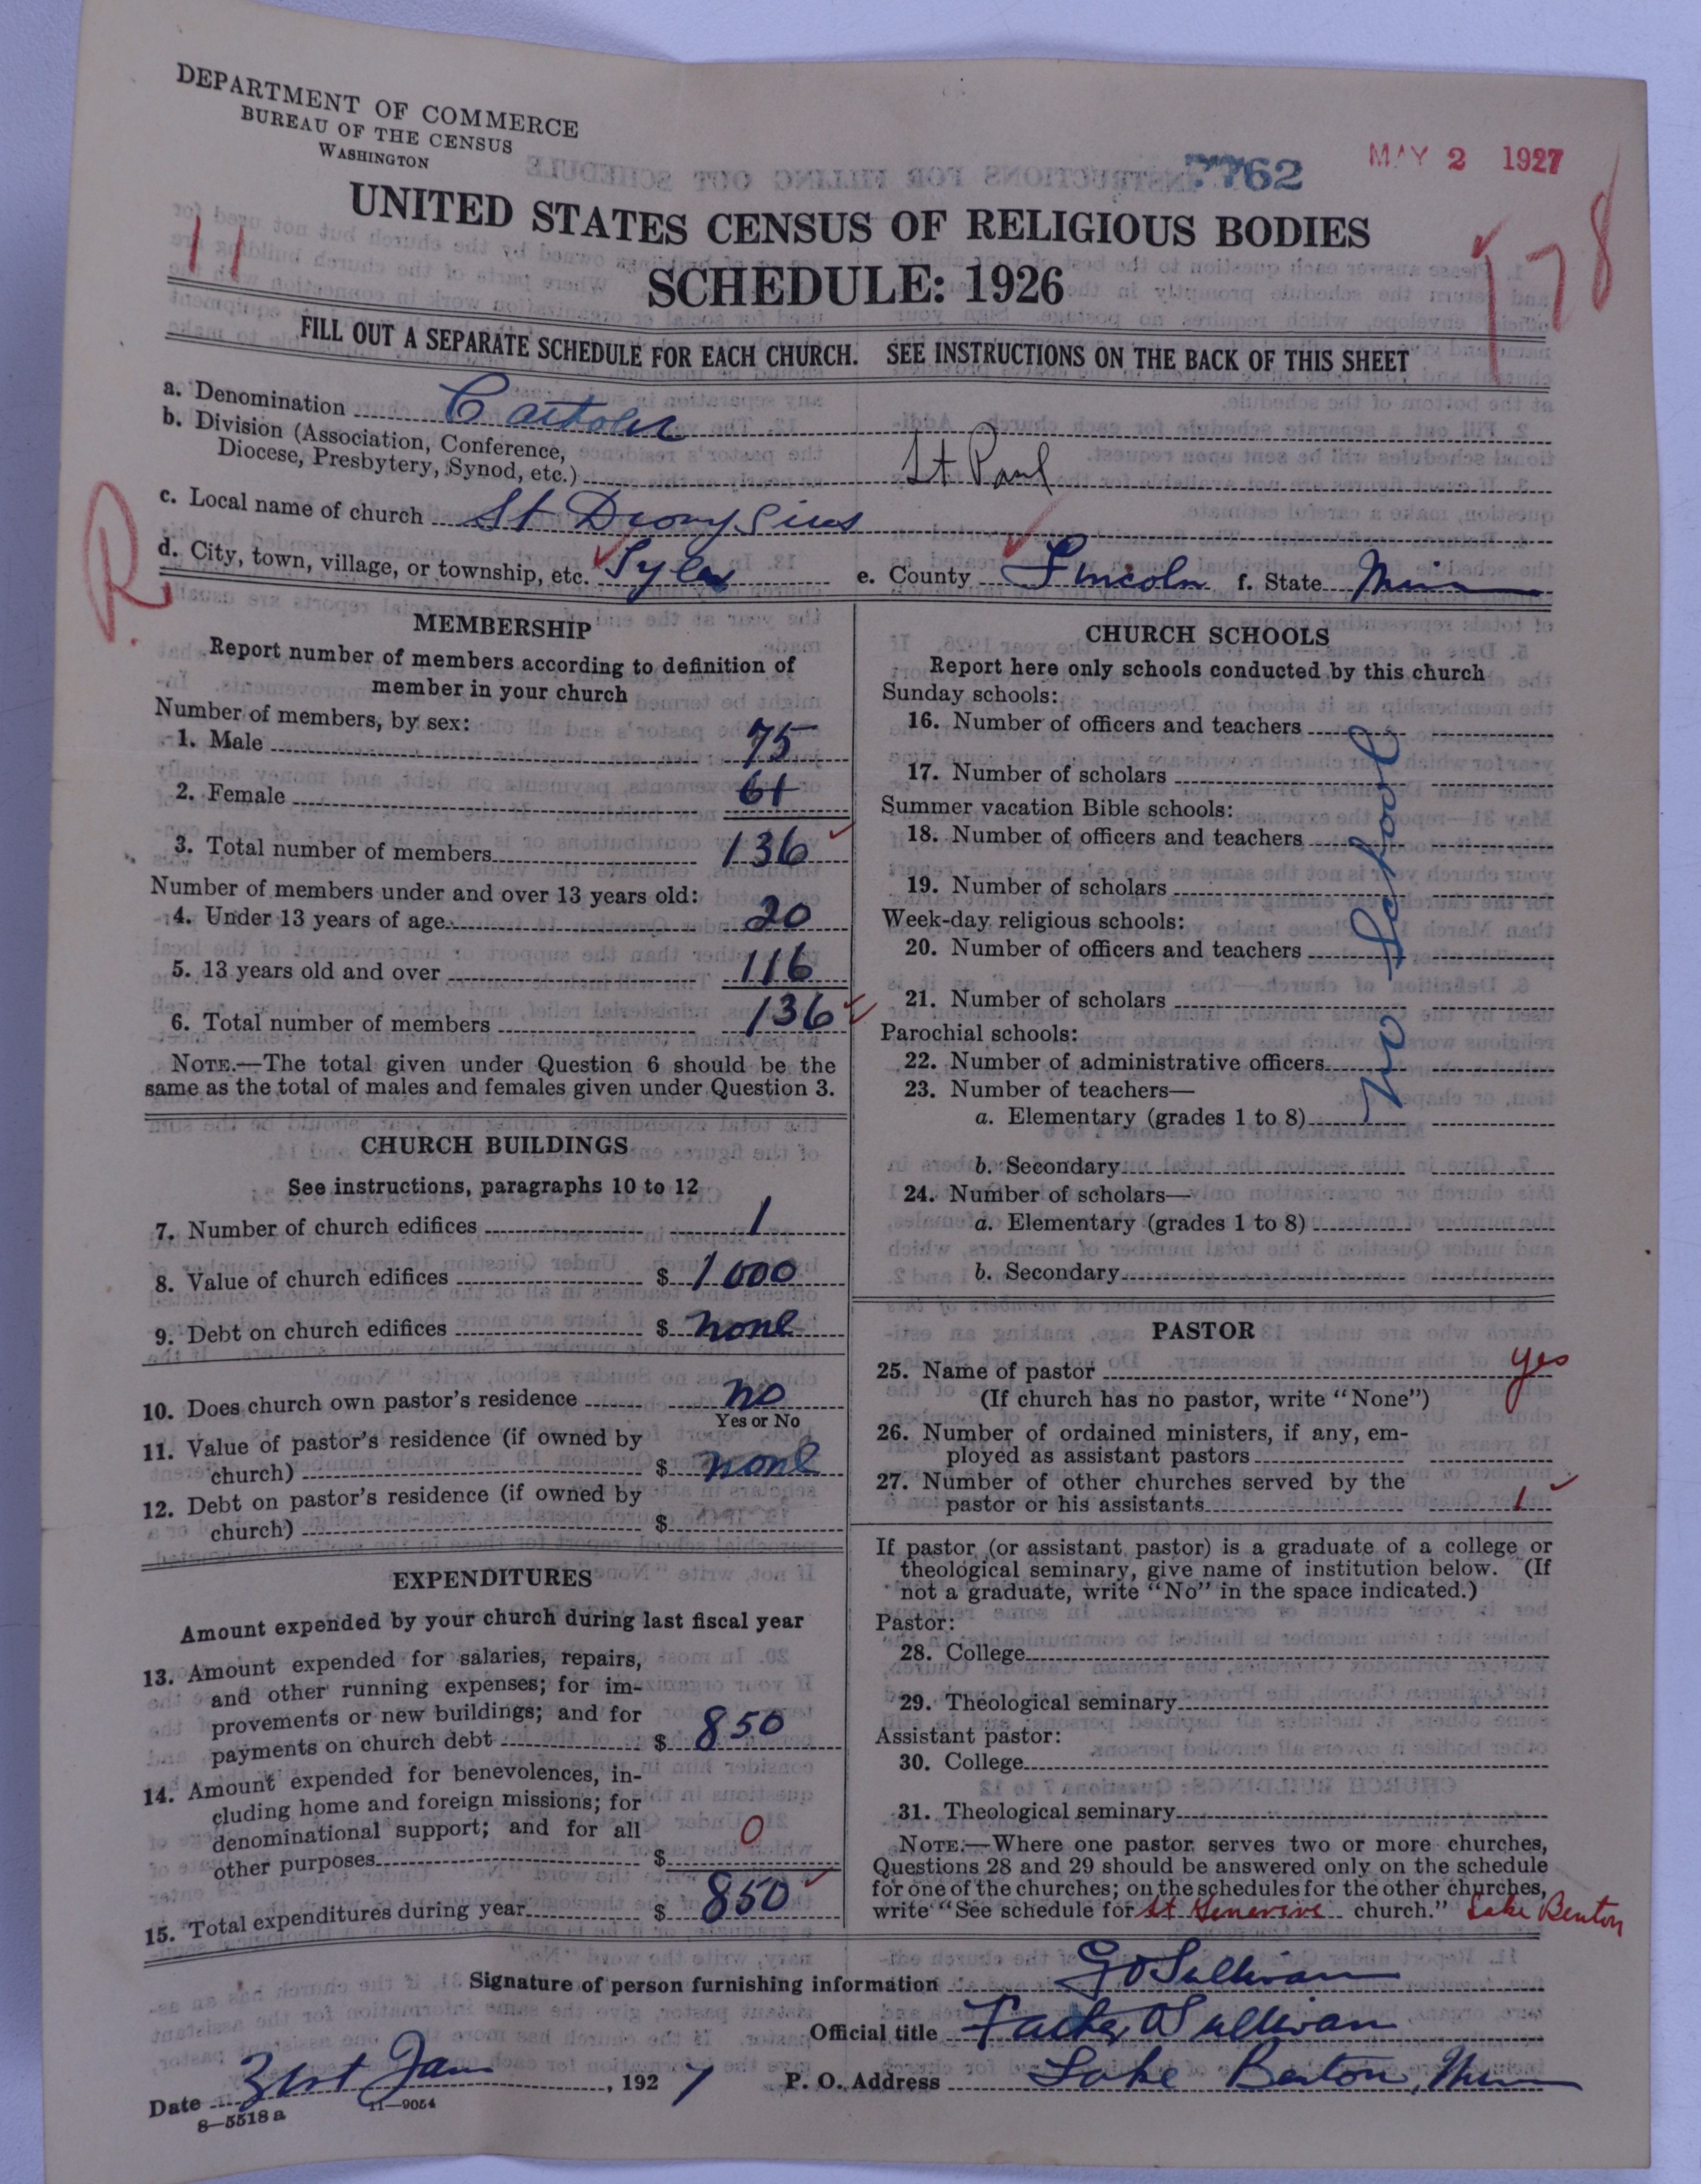 DEPARTMENT OF COMMERCE
BUREAU OF THE CENSUS
WASHINGTON
7762
MAY 2 1927
UNITED STATES CENSUS OF RELIGIOUS BODIES
11
178
SCHEDULE: 1926
FILL OUT A SEPARATE SCHEDULE FOR EACH CHURCH. SEE INSTRUCTIONS ON THE BACK OF THIS SHEET
a. Denomination Catholic
b. Division (Association, Conference,
Diocese, Presbytery, Synod, etc.) St Paul
c. Local name of church St Dionysius
R.
d. City, town, village, or township, etc. Tyler e. County Lincoln f. State Minn
MEMBERSHIP
Report number of members according to definition of
member in your church
Number of members, by sex:
1. Male 75
2. Female 61
3. Total number of members 136
Number of members under and over 13 years old:
4. Under 13 years of age 20
5. 13 years old and over 116
6. Total number of members 136
NOTE.—The total given under Question 6 should be the
same as the total of males and females given under Question 3.
CHURCH BUILDINGS
See instructions, paragraphs 10 to 12
7. Number of church edifices 1
8. Value of church edifices $ 1000
9. Debt on church edifices $ none
10. Does church own pastor's residence no
Yes or No
11. Value of pastor's residence (if owned by
church) $ none
12. Debt on pastor's residence (if owned by
church) $
EXPENDITURES
Amount expended by your church during last fiscal year
13. Amount expended for salaries, repairs,
and other running expenses; for im-
provements or new buildings; and for
payments on church debt $ 850
14. Amount expended for benevolences, in-
cluding home and foreign missions; for
denominational support; and for all
other purposes $ 0
15. Total expenditures during year $ 850
CHURCH SCHOOLS
Report here only schools conducted by this church
Sunday schools:
16. Number of officers and teachers
17. Number of scholars
Summer vacation Bible schools:
18. Number of officers and teachers
19. Number of scholars
Week-day religious schools:
20. Number of officers and teachers
21. Number of scholars
Parochial schools:
22. Number of administrative officers
23. Number of teachers—
a. Elementary (grades 1 to 8)
b. Secondary
24. Number of scholars—
a. Elementary (grades 1 to 8)
b. Secondary
no School
PASTOR
25. Name of pastor yes
(If church has no pastor, write "None")
26. Number of ordained ministers, if any, em-
ployed as assistant pastors
27. Number of other churches served by the
pastor or his assistants 1
If pastor (or assistant pastor) is a graduate of a college or
theological seminary, give name of institution below. (If
not a graduate, write "No" in the space indicated.)
Pastor:
28. College
29. Theological seminary
Assistant pastor:
30. College
31. Theological seminary
NOTE.—Where one pastor serves two or more churches,
Questions 28 and 29 should be answered only on the schedule
for one of the churches; on the schedules for the other churches,
write "See schedule for St Genevive church." Lake Benton
Signature of person furnishing information G O Sullivan
Official title Father O Sullivan
Date 31st Jan, 1927 P. O. Address Lake Benton, Minn
8—5518 a 11—9054